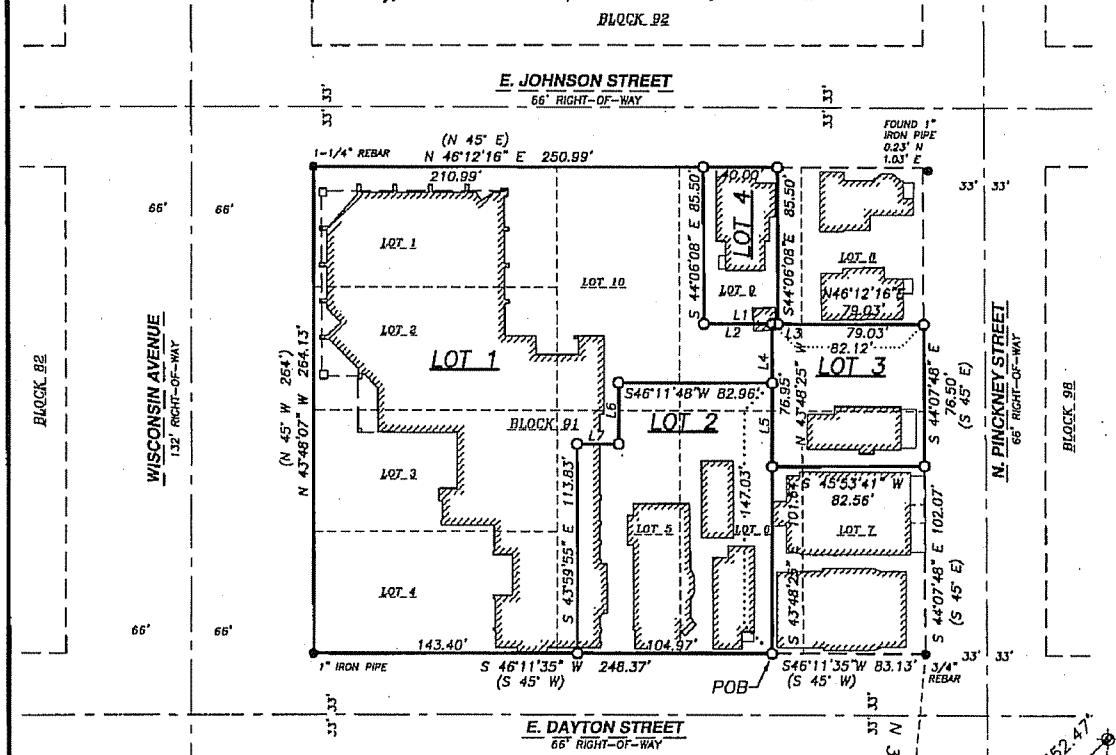 BLOCK 92
E. JOHNSON STREET
66' RIGHT-OF-WAY
33' 33'
33' 33'
(N 45° E)
N 46°12'16" E 250.99'
1-1/4" REBAR
210.99'
40.00'
FOUND 1"
IRON PIPE
0.23' N
1.03' E
33' 33'
66' 66'
S 44°06'08" E 85.50'
LOT 4
S44°06'08"E 85.50'
LOT 1
LOT 10
LOT 9
LOT 8
N46°12'16"E
79.03'
L1
L2
L3
79.03'
82.12'
LOT 2
LOT 1
LOT 3
L4
N 43°48'25" W
76.95'
S 44°07'48" E
76.50'
(S 45° E)
BLOCK 82
WISCONSIN AVENUE
132' RIGHT-OF-WAY
(N 45° W 264')
N 43°48'07" W 264.13'
N. PINCKNEY STREET
66' RIGHT-OF-WAY
BLOCK 98
S46°11'48"W 82.96'
L6
L7
L5
BLOCK 91
LOT 2
LOT 3
S 43°59'55" E 113.83'
147.03'
S 45°53'41" W
82.56'
LOT 5
LOT 6
LOT 7
101.64'
S 43°48'25"
S 44°07'48" E 102.07'
(S 45° E)
LOT 4
66' 66'
33' 33'
143.40'
104.97'
1" IRON PIPE
S 46°11'35" W 248.37'
(S 45° W)
POB
S46°11'35"W 83.13'
(S 45° W)
3/4"
REBAR
33' 33'
33' 33'
E. DAYTON STREET
66' RIGHT-OF-WAY
52.47'